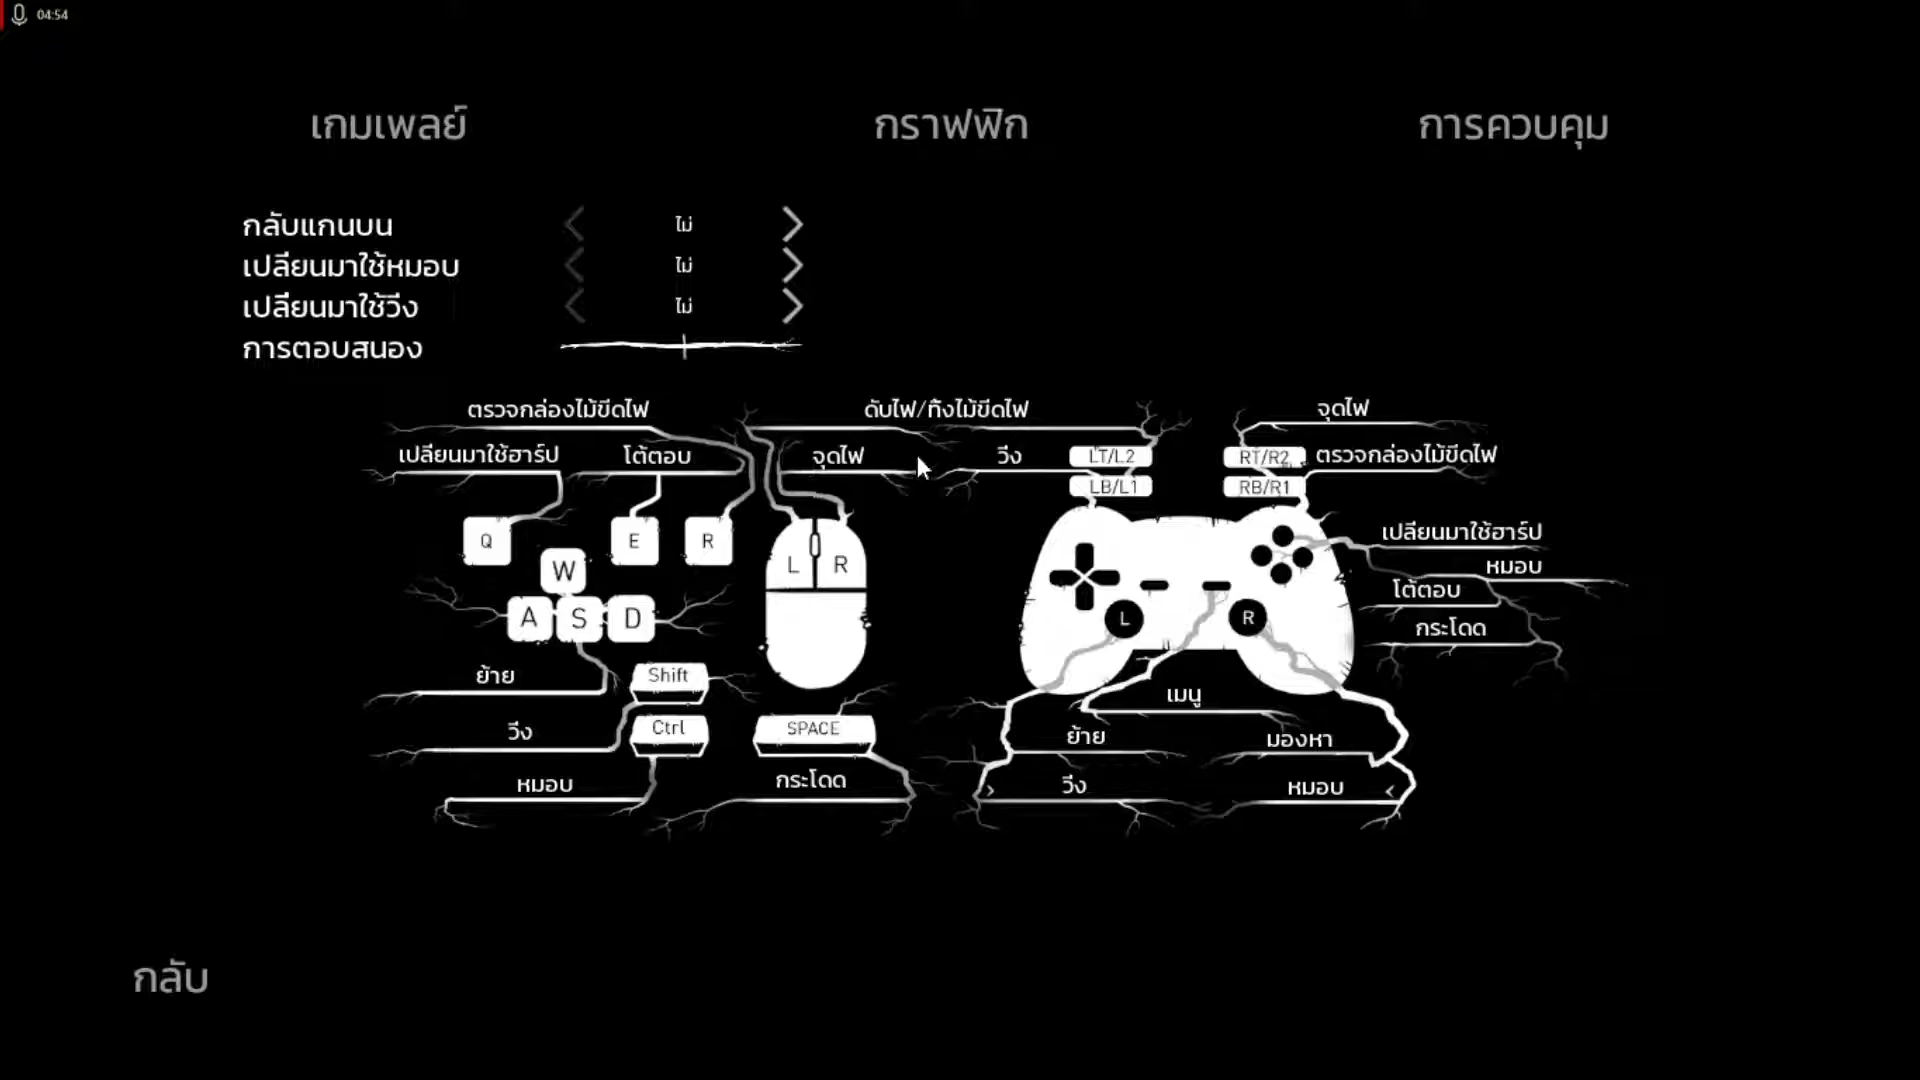 04:54
เกมเพลย์ กราฟฟิก การควบคุม
กลับแกนบน ไม่
เปลี่ยนมาใช้หมอบ ไม่
เปลี่ยนมาใช้วิ่ง ไม่
การตอบสนอง
ตรวจกล่องไม้ขีดไฟ ดับไฟ/ทิ้งไม้ขีดไฟ จุดไฟ
เปลี่ยนมาใช้ฮาร์ป โต้ตอบ จุดไฟ วิ่ง LT/L2 RT/R2 ตรวจกล่องไม้ขีดไฟ
LB/L1 RB/R1
Q E R เปลี่ยนมาใช้ฮาร์ป
W L R หมอบ
โต้ตอบ
A S D L R กระโดด
ย้าย Shift เมนู
วิ่ง Ctrl SPACE ย้าย มองหา
หมอบ กระโดด วิ่ง หมอบ
กลับ